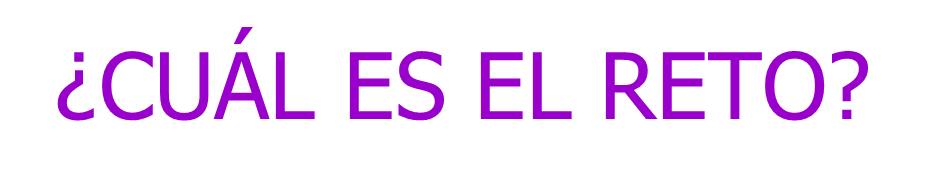 ¿CUÁL ES EL RETO?